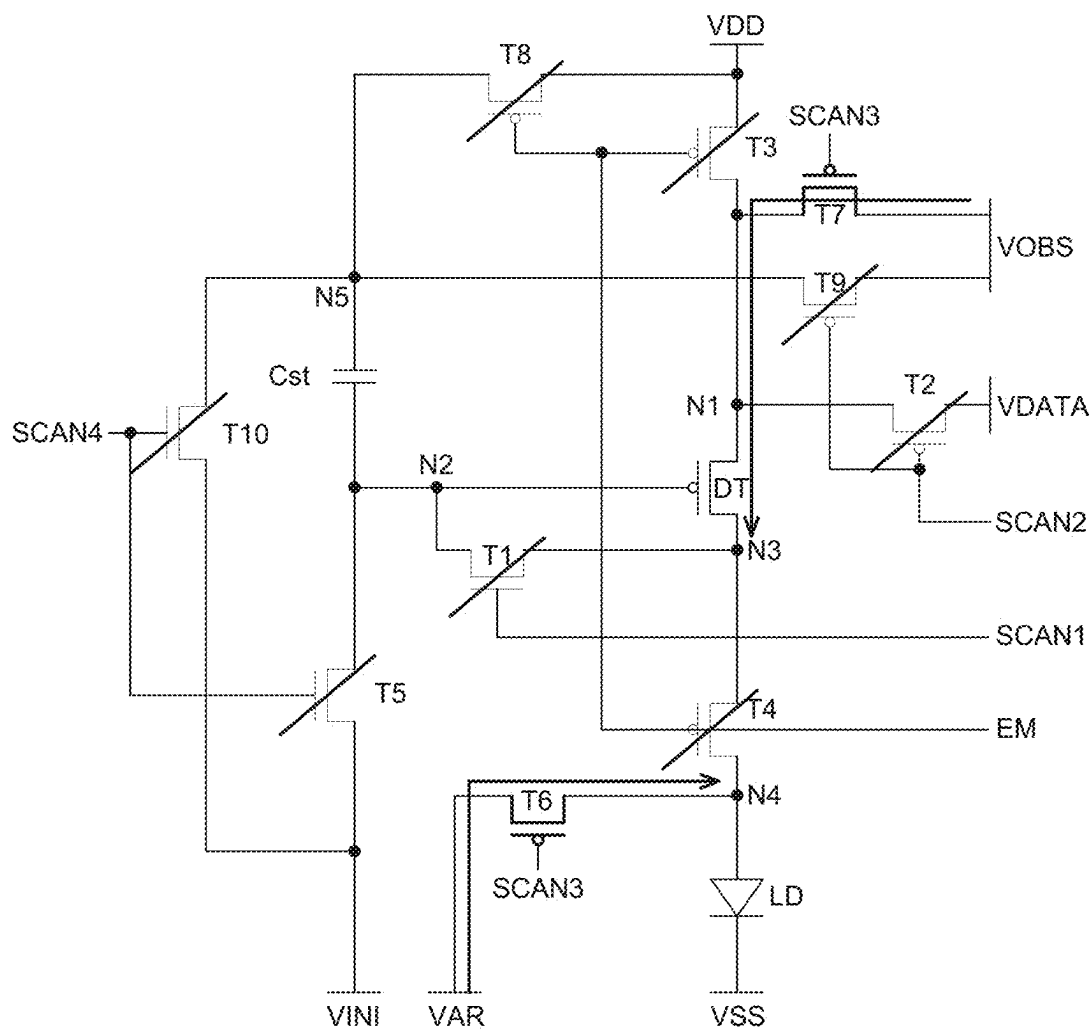 VDD
T8
SCAN3
T3
T7
VOBS
N5
T9
Cst
T2
N1
VDATA
SCAN4
T10
N2
DT
SCAN2
N3
T1
SCAN1
T5
T4
EM
T6
N4
SCAN3
LD
VINI
VAR
VSS